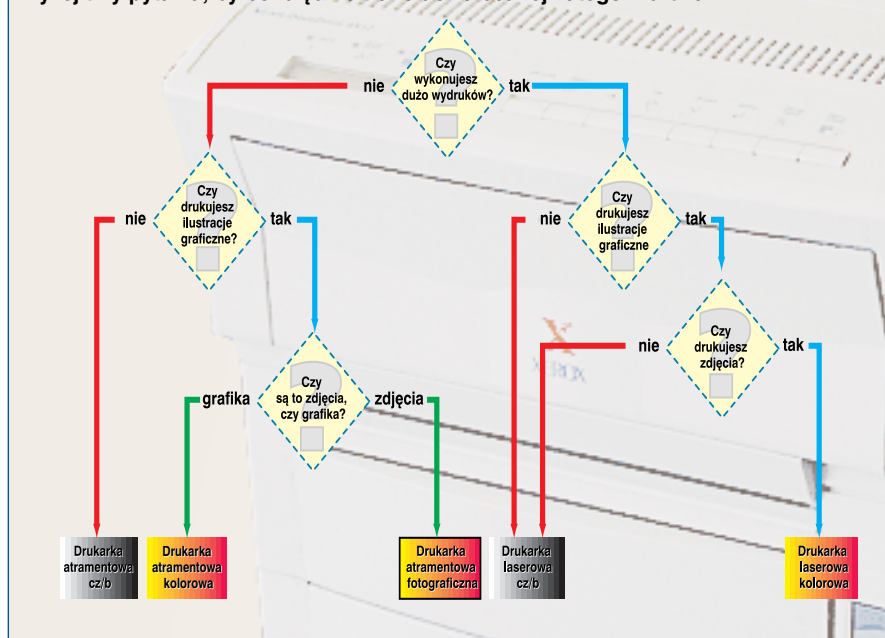 Czy
wykonujesz
dużo wydruków?
nie
tak
Czy
drukujesz
ilustracje
graficzne?
nie
tak
Czy
drukujesz
ilustracje
graficzne
nie
tak
Czy
drukujesz
zdjęcia?
nie
tak
Czy
są to zdjęcia,
czy grafika?
grafika
zdjęcia
XEROX
Drukarka
atramentowa
cz/b
Drukarka
atramentowa
kolorowa
Drukarka
atramentowa
fotograficzna
Drukarka
laserowa
cz/b
Drukarka
laserowa
kolorowa